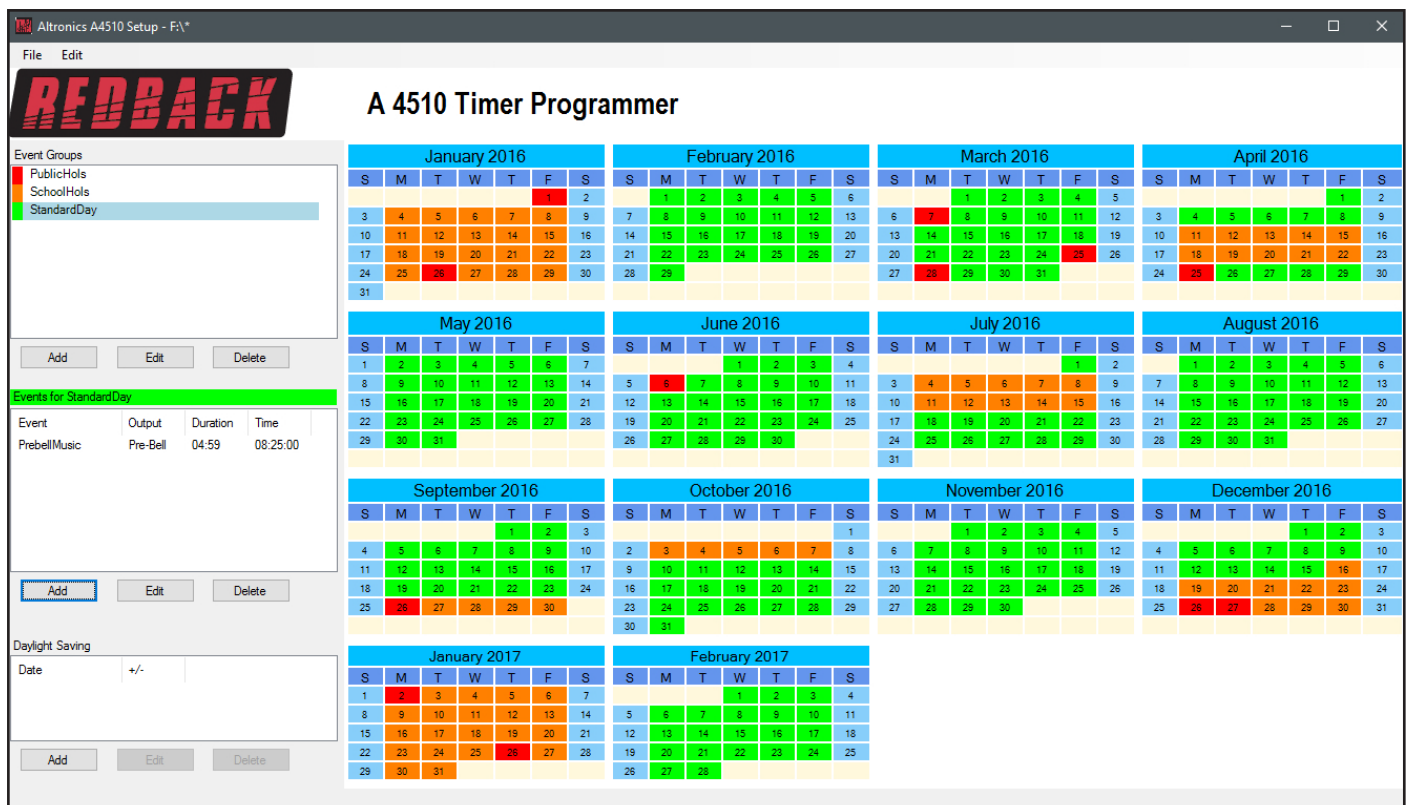 Altronics A4510 Setup - F:\*
File Edit
REDBACK
A 4510 Timer Programmer
Event Groups
PublicHols
SchoolHols
StandardDay
Add Edit Delete
Events for StandardDay
Event Output Duration Time
PrebellMusic Pre-Bell 04:59 08:25:00
Add Edit Delete
Daylight Saving
Date +/-
Add Edit Delete
January 2016
S M T W T F S
1 2
3 4 5 6 7 8 9
10 11 12 13 14 15 16
17 18 19 20 21 22 23
24 25 26 27 28 29 30
31
February 2016
S M T W T F S
1 2 3 4 5 6
7 8 9 10 11 12 13
14 15 16 17 18 19 20
21 22 23 24 25 26 27
28 29
March 2016
S M T W T F S
1 2 3 4 5
6 7 8 9 10 11 12
13 14 15 16 17 18 19
20 21 22 23 24 25 26
27 28 29 30 31
April 2016
S M T W T F S
1 2
3 4 5 6 7 8 9
10 11 12 13 14 15 16
17 18 19 20 21 22 23
24 25 26 27 28 29 30
May 2016
S M T W T F S
1 2 3 4 5 6 7
8 9 10 11 12 13 14
15 16 17 18 19 20 21
22 23 24 25 26 27 28
29 30 31
June 2016
S M T W T F S
1 2 3 4
5 6 7 8 9 10 11
12 13 14 15 16 17 18
19 20 21 22 23 24 25
26 27 28 29 30
July 2016
S M T W T F S
1 2
3 4 5 6 7 8 9
10 11 12 13 14 15 16
17 18 19 20 21 22 23
24 25 26 27 28 29 30
31
August 2016
S M T W T F S
1 2 3 4 5 6
7 8 9 10 11 12 13
14 15 16 17 18 19 20
21 22 23 24 25 26 27
28 29 30 31
September 2016
S M T W T F S
1 2 3
4 5 6 7 8 9 10
11 12 13 14 15 16 17
18 19 20 21 22 23 24
25 26 27 28 29 30
October 2016
S M T W T F S
1
2 3 4 5 6 7 8
9 10 11 12 13 14 15
16 17 18 19 20 21 22
23 24 25 26 27 28 29
30 31
November 2016
S M T W T F S
1 2 3 4 5
6 7 8 9 10 11 12
13 14 15 16 17 18 19
20 21 22 23 24 25 26
27 28 29 30
December 2016
S M T W T F S
1 2 3
4 5 6 7 8 9 10
11 12 13 14 15 16 17
18 19 20 21 22 23 24
25 26 27 28 29 30 31
January 2017
S M T W T F S
1 2 3 4 5 6 7
8 9 10 11 12 13 14
15 16 17 18 19 20 21
22 23 24 25 26 27 28
29 30 31
February 2017
S M T W T F S
1 2 3 4
5 6 7 8 9 10 11
12 13 14 15 16 17 18
19 20 21 22 23 24 25
26 27 28